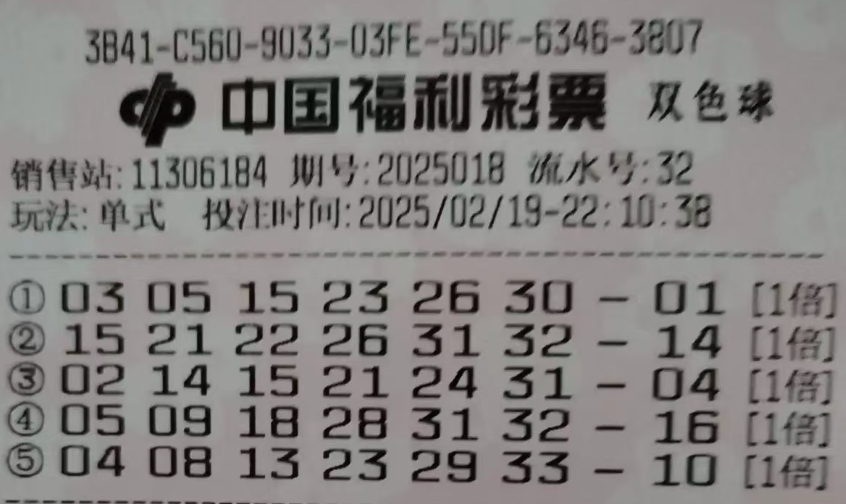 3B41-C560-9033-03FE-55DF-6346-3B07
中国福利彩票 双色球
销售站:11306184 期号:2025018 流水号:32
玩法:单式 投注时间:2025/02/19-22:10:38
① 03 05 15 23 26 30 - 01 [1倍]
② 15 21 22 26 31 32 - 14 [1倍]
③ 02 14 15 21 24 31 - 04 [1倍]
④ 05 09 18 28 31 32 - 16 [1倍]
⑤ 04 08 13 23 29 33 - 10 [1倍]